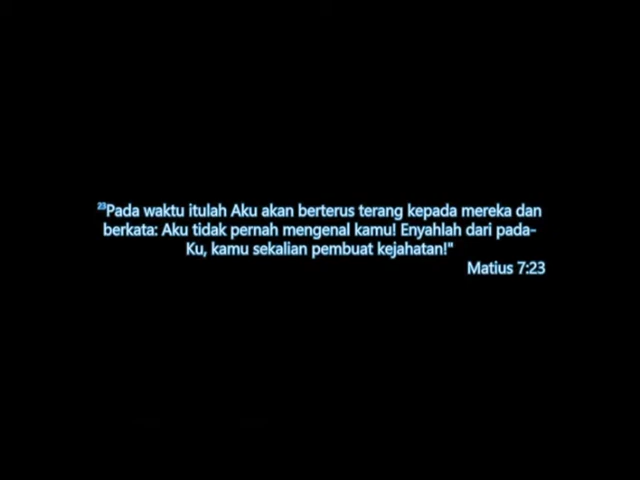 23Pada waktu itulah Aku akan berterus terang kepada mereka dan
berkata: Aku tidak pernah mengenal kamu! Enyahlah dari pada-
Ku, kamu sekalian pembuat kejahatan!"
Matius 7:23